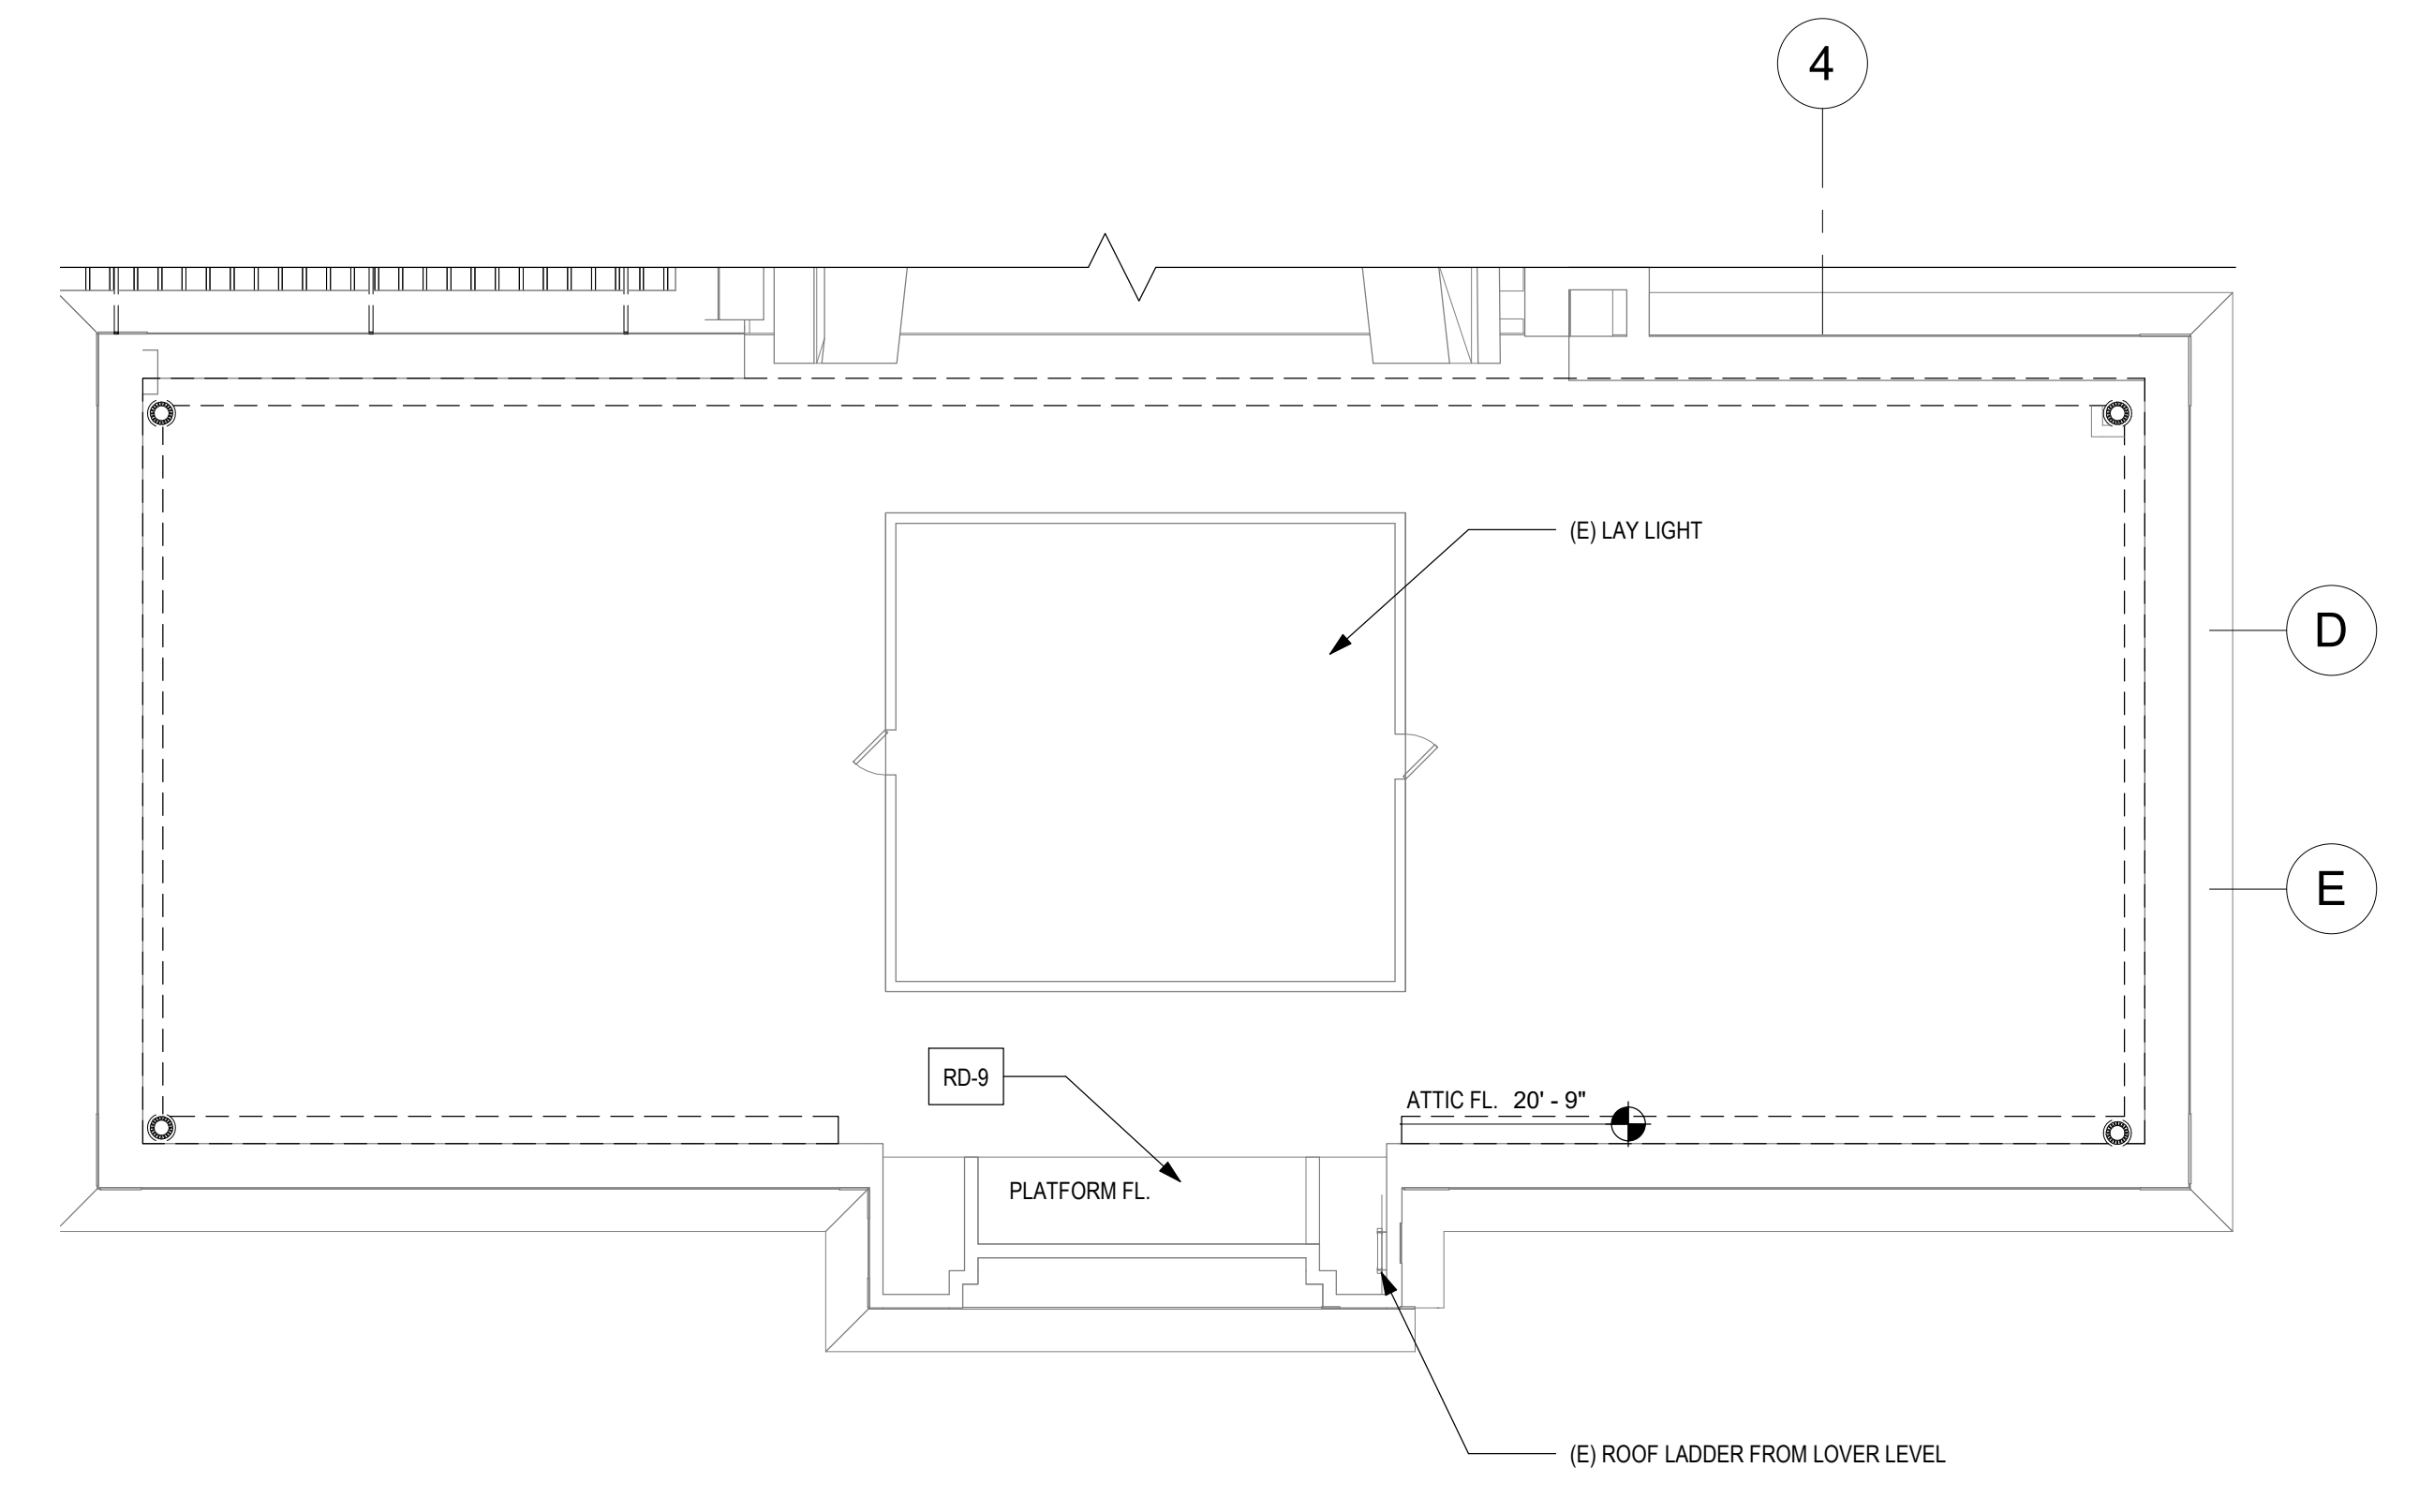 4
(E) LAY LIGHT
D
E
RD-9
ATTIC FL. 20' - 9"
PLATFORM FL.
(E) ROOF LADDER FROM LOVER LEVEL